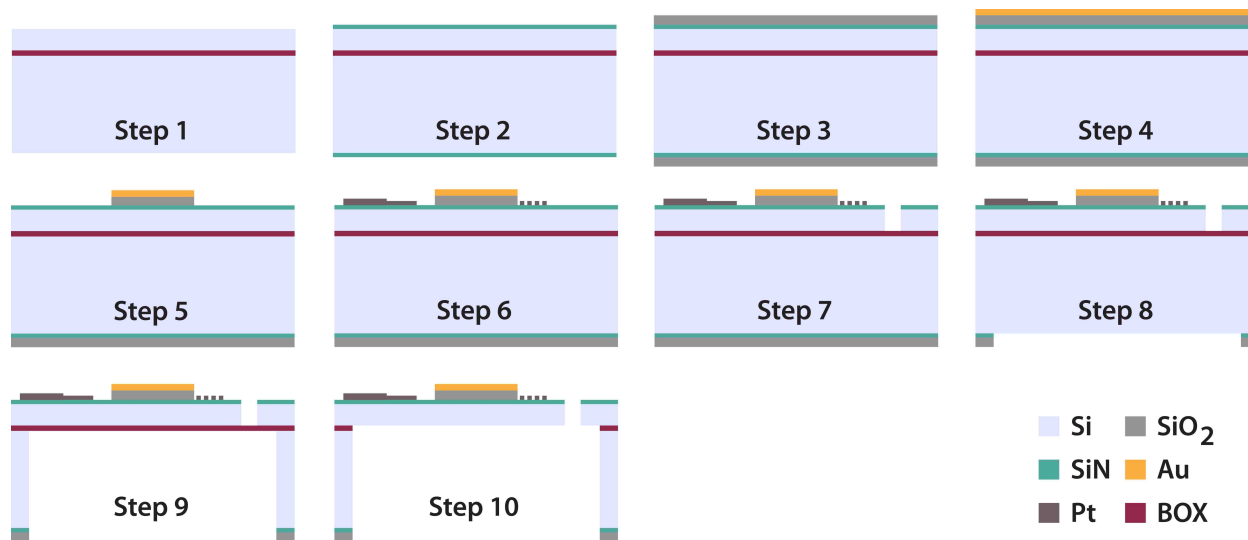 Step 1
Step 2
Step 3
Step 4
Step 5
Step 6
Step 7
Step 8
Step 9
Step 10
Si
SiO₂
SiN
Au
Pt
BOX